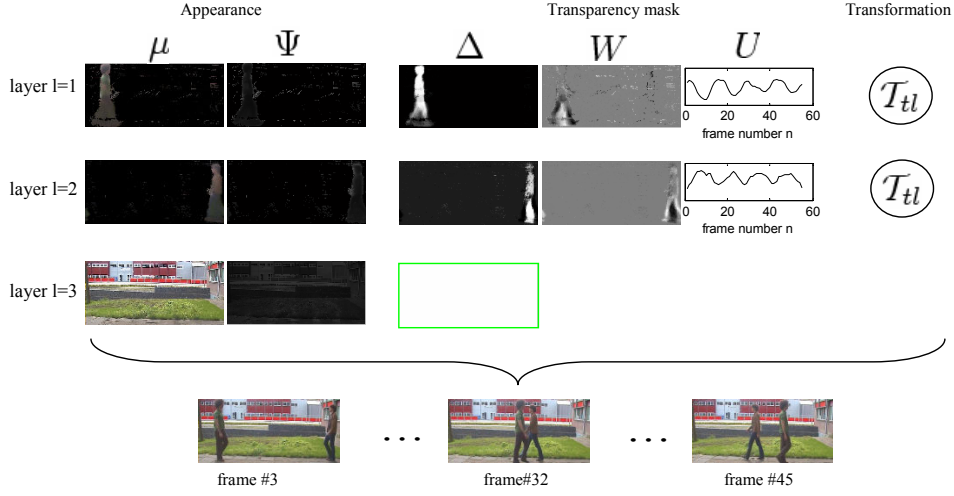 Appearance Transparency mask Transformation
μ Ψ Δ W U
layer l=1
𝒯tl
0 20 40 60
frame number n
layer l=2
𝒯tl
0 20 40 60
frame number n
layer l=3
... ...
frame #3 frame#32 frame #45